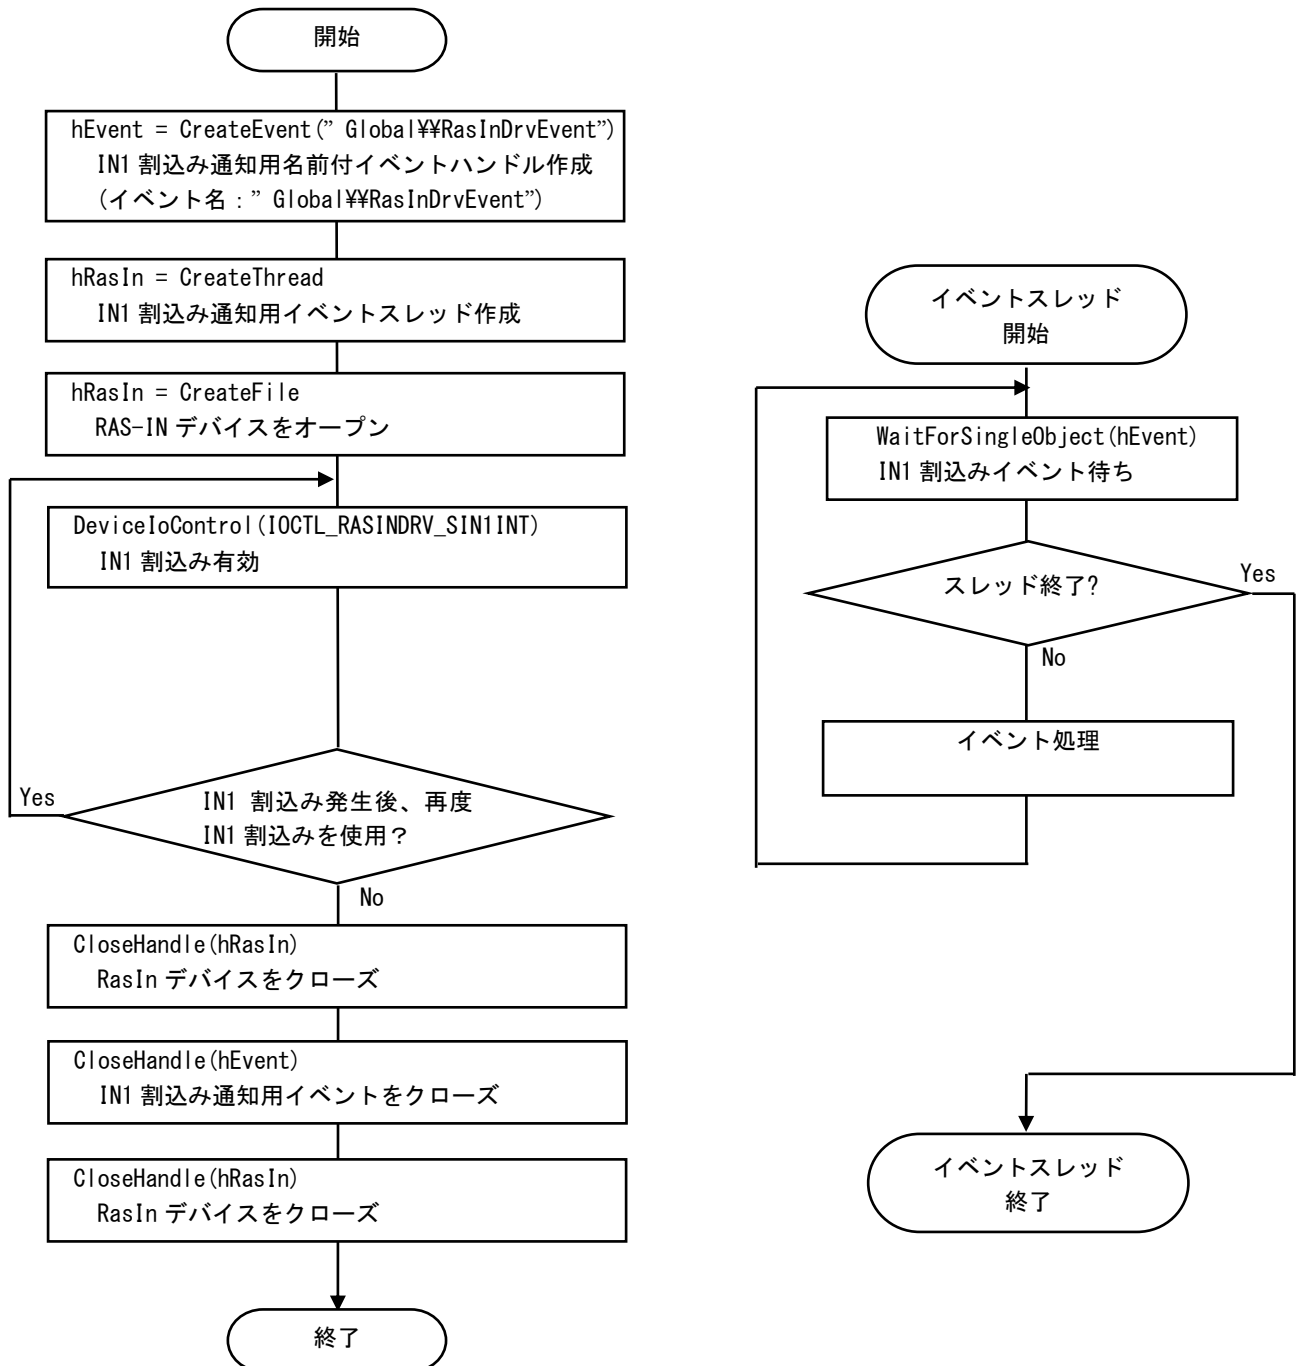 開始
hEvent = CreateEvent(” Global¥¥RasInDrvEvent”)
IN1 割込み通知用名前付イベントハンドル作成
(イベント名：” Global¥¥RasInDrvEvent”)
hRasIn = CreateThread
IN1 割込み通知用イベントスレッド作成
hRasIn = CreateFile
RAS-IN デバイスをオープン
DeviceIoControl(IOCTL_RASINDRV_SIN1INT)
IN1 割込み有効
Yes
IN1 割込み発生後、再度
IN1 割込みを使用？
No
CloseHandle(hRasIn)
RasIn デバイスをクローズ
CloseHandle(hEvent)
IN1 割込み通知用イベントをクローズ
CloseHandle(hRasIn)
RasIn デバイスをクローズ
終了
イベントスレッド
開始
WaitForSingleObject(hEvent)
IN1 割込みイベント待ち
スレッド終了?
Yes
No
イベント処理
イベントスレッド
終了